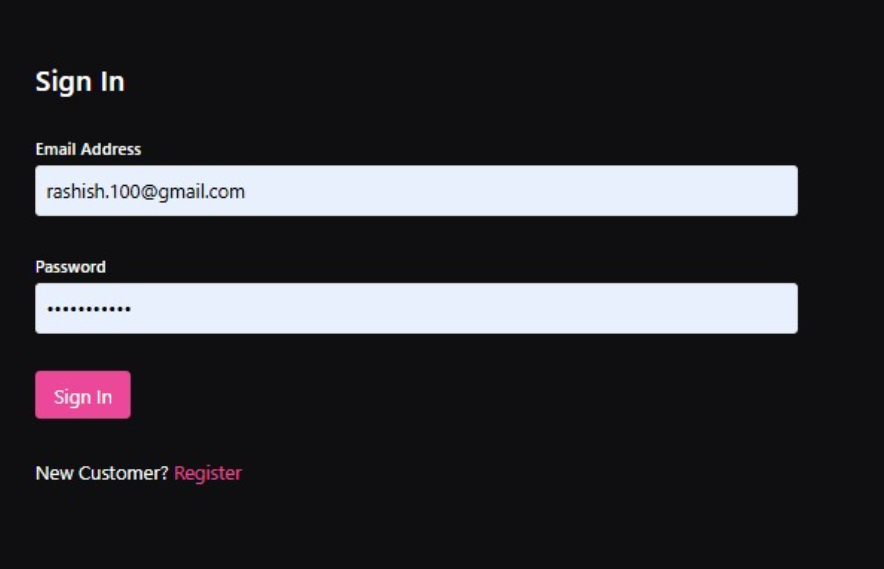 Sign In
Email Address
rashish.100@gmail.com
Password
•••••••••••
Sign In
New Customer? Register